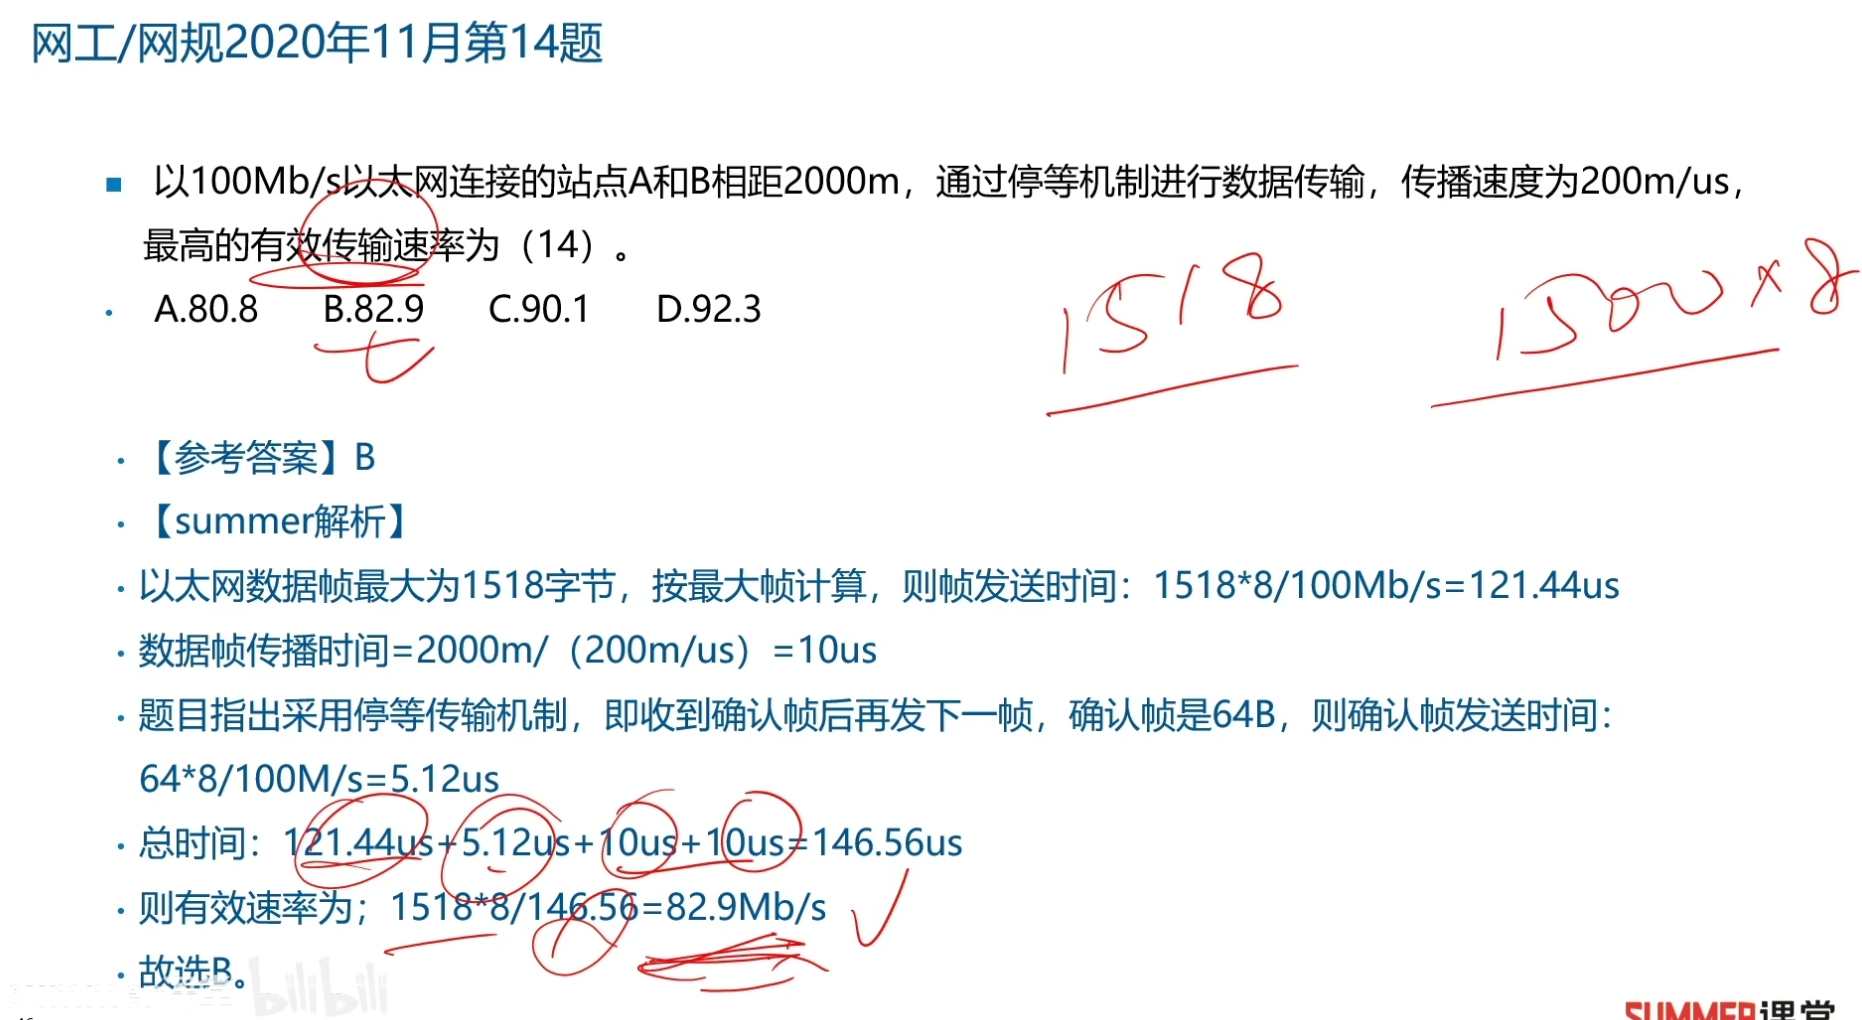 网工/网规2020年11月第14题
以100Mb/s以太网连接的站点A和B相距2000m，通过停等机制进行数据传输，传播速度为200m/us，
最高的有效传输速率为（14）。
A.80.8 B.82.9 C.90.1 D.92.3
1518 1500×8
【参考答案】B
【summer解析】
以太网数据帧最大为1518字节，按最大帧计算，则帧发送时间：1518*8/100Mb/s=121.44us
数据帧传播时间=2000m/（200m/us）=10us
题目指出采用停等传输机制，即收到确认帧后再发下一帧，确认帧是64B，则确认帧发送时间：
64*8/100M/s=5.12us
总时间：121.44us+5.12us+10us+10us=146.56us
则有效速率为；1518*8/146.56=82.9Mb/s
故选B。
bilibili
SUMMER课堂